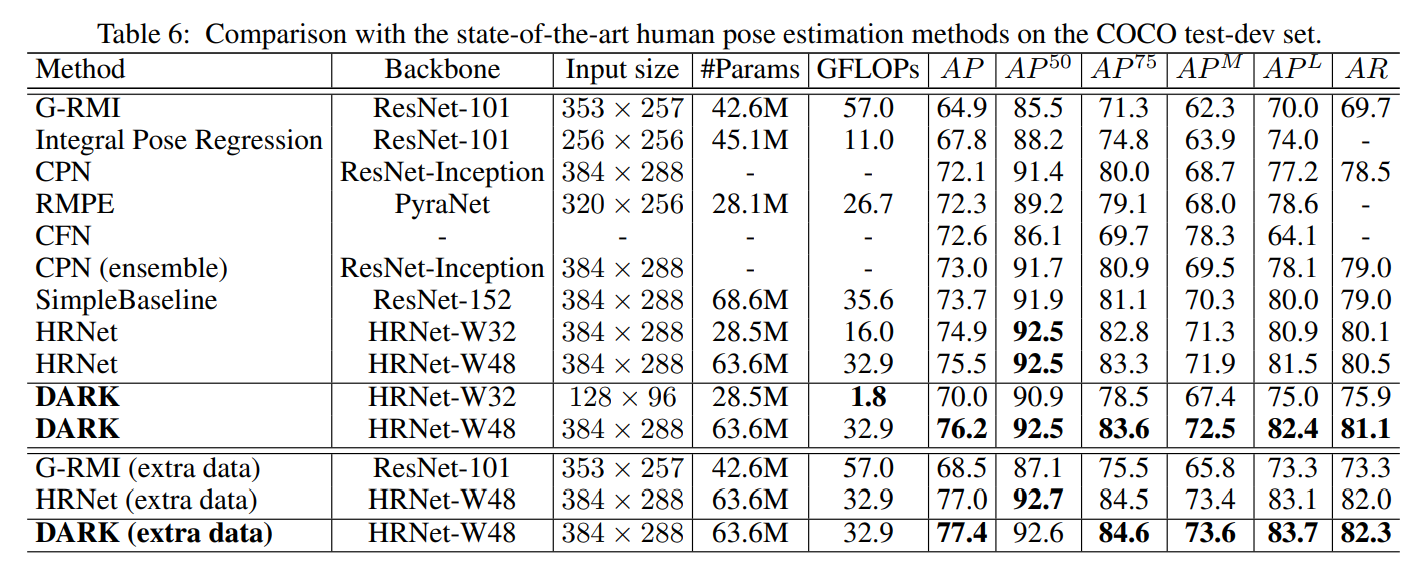 Table 6: Comparison with the state-of-the-art human pose estimation methods on the COCO test-dev set.
Method Backbone Input size #Params GFLOPs AP AP^50 AP^75 AP^M AP^L AR
G-RMI ResNet-101 353 × 257 42.6M 57.0 64.9 85.5 71.3 62.3 70.0 69.7
Integral Pose Regression ResNet-101 256 × 256 45.1M 11.0 67.8 88.2 74.8 63.9 74.0 -
CPN ResNet-Inception 384 × 288 - - 72.1 91.4 80.0 68.7 77.2 78.5
RMPE PyraNet 320 × 256 28.1M 26.7 72.3 89.2 79.1 68.0 78.6 -
CFN - - - - 72.6 86.1 69.7 78.3 64.1 -
CPN (ensemble) ResNet-Inception 384 × 288 - - 73.0 91.7 80.9 69.5 78.1 79.0
SimpleBaseline ResNet-152 384 × 288 68.6M 35.6 73.7 91.9 81.1 70.3 80.0 79.0
HRNet HRNet-W32 384 × 288 28.5M 16.0 74.9 92.5 82.8 71.3 80.9 80.1
HRNet HRNet-W48 384 × 288 63.6M 32.9 75.5 92.5 83.3 71.9 81.5 80.5
DARK HRNet-W32 128 × 96 28.5M 1.8 70.0 90.9 78.5 67.4 75.0 75.9
DARK HRNet-W48 384 × 288 63.6M 32.9 76.2 92.5 83.6 72.5 82.4 81.1
G-RMI (extra data) ResNet-101 353 × 257 42.6M 57.0 68.5 87.1 75.5 65.8 73.3 73.3
HRNet (extra data) HRNet-W48 384 × 288 63.6M 32.9 77.0 92.7 84.5 73.4 83.1 82.0
DARK (extra data) HRNet-W48 384 × 288 63.6M 32.9 77.4 92.6 84.6 73.6 83.7 82.3